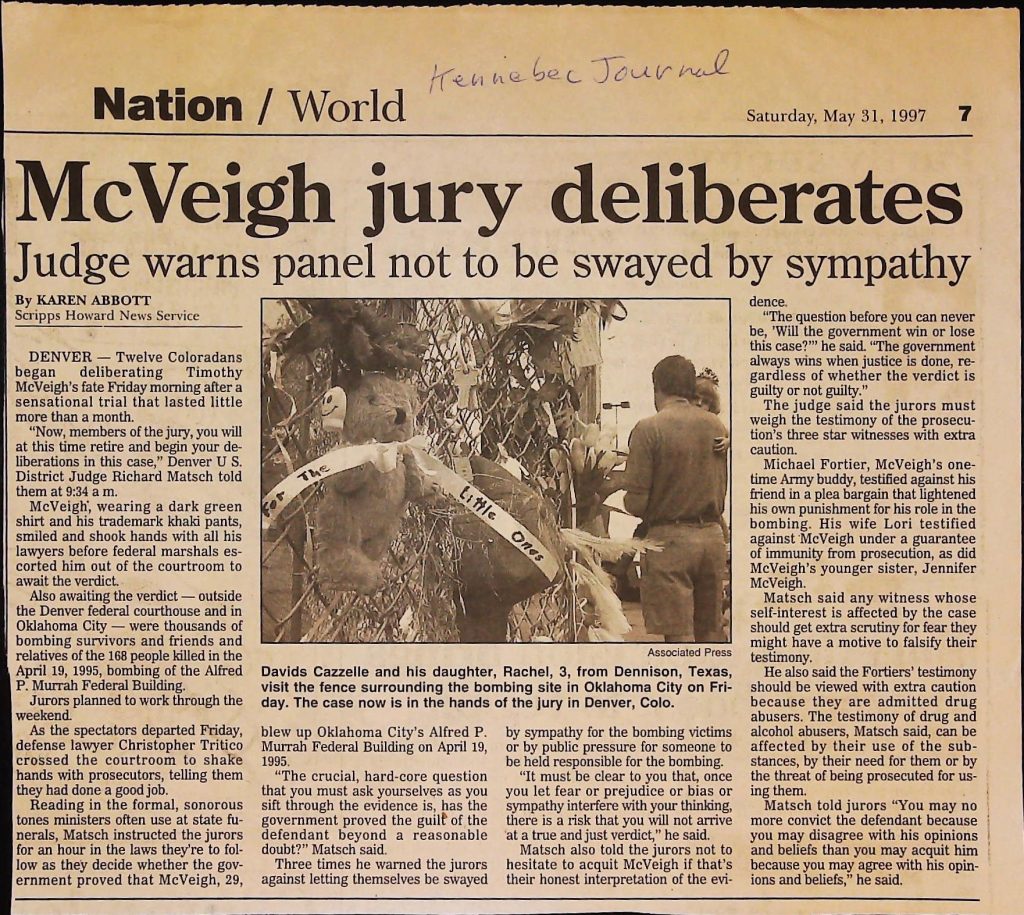 Kennebec Journal
Nation / World
Saturday, May 31, 1997 7
McVeigh jury deliberates
Judge warns panel not to be swayed by sympathy
By KAREN ABBOTT
Scripps Howard News Service
DENVER — Twelve Coloradans
began deliberating Timothy
McVeigh's fate Friday morning after a
sensational trial that lasted little
more than a month.
“Now, members of the jury, you will
at this time retire and begin your de-
liberations in this case,” Denver U S.
District Judge Richard Matsch told
them at 9:34 a m.
McVeigh, wearing a dark green
shirt and his trademark khaki pants,
smiled and shook hands with all his
lawyers before federal marshals es-
corted him out of the courtroom to
await the verdict.
Also awaiting the verdict — outside
the Denver federal courthouse and in
Oklahoma City — were thousands of
bombing survivors and friends and
relatives of the 168 people killed in the
April 19, 1995, bombing of the Alfred
P. Murrah Federal Building.
Jurors planned to work through the
weekend.
As the spectators departed Friday,
defense lawyer Christopher Tritico
crossed the courtroom to shake
hands with prosecutors, telling them
they had done a good job.
Reading in the formal, sonorous
tones ministers often use at state fu-
nerals, Matsch instructed the jurors
for an hour in the laws they're to fol-
low as they decide whether the gov-
ernment proved that McVeigh, 29,
For The Little Ones
Associated Press
Davids Cazzelle and his daughter, Rachel, 3, from Dennison, Texas,
visit the fence surrounding the bombing site in Oklahoma City on Fri-
day. The case now is in the hands of the jury in Denver, Colo.
blew up Oklahoma City's Alfred P.
Murrah Federal Building on April 19,
1995.
“The crucial, hard-core question
that you must ask yourselves as you
sift through the evidence is, has the
government proved the guilt of the
defendant beyond a reasonable
doubt?” Matsch said.
Three times he warned the jurors
against letting themselves be swayed
by sympathy for the bombing victims
or by public pressure for someone to
be held responsible for the bombing.
“It must be clear to you that, once
you let fear or prejudice or bias or
sympathy interfere with your thinking,
there is a risk that you will not arrive
at a true and just verdict,” he said.
Matsch also told the jurors not to
hesitate to acquit McVeigh if that's
their honest interpretation of the evi-
dence.
“The question before you can never
be, ‘Will the government win or lose
this case?’” he said. “The government
always wins when justice is done, re-
gardless of whether the verdict is
guilty or not guilty.”
The judge said the jurors must
weigh the testimony of the prosecu-
tion's three star witnesses with extra
caution.
Michael Fortier, McVeigh's one-
time Army buddy, testified against his
friend in a plea bargain that lightened
his own punishment for his role in the
bombing. His wife Lori testified
against McVeigh under a guarantee
of immunity from prosecution, as did
McVeigh's younger sister, Jennifer
McVeigh.
Matsch said any witness whose
self-interest is affected by the case
should get extra scrutiny for fear they
might have a motive to falsify their
testimony.
He also said the Fortiers' testimony
should be viewed with extra caution
because they are admitted drug
abusers. The testimony of drug and
alcohol abusers, Matsch said, can be
affected by their use of the sub-
stances, by their need for them or by
the threat of being prosecuted for us-
ing them.
Matsch told jurors “You may no
more convict the defendant because
you may disagree with his opinions
and beliefs than you may acquit him
because you may agree with his opin-
ions and beliefs,” he said.